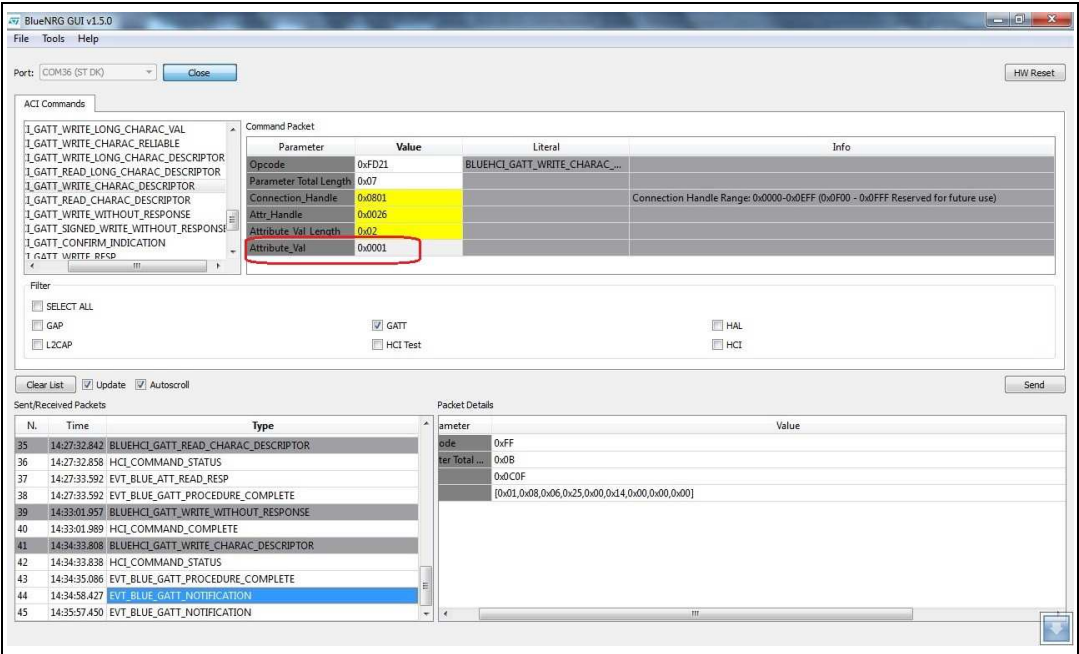 BlueNRG GUI v1.5.0
File Tools Help
Port: COM36 (ST DK) Close HW Reset
ACI Commands
I_GATT_WRITE_LONG_CHARAC_VAL
I_GATT_WRITE_CHARAC_RELIABLE
I_GATT_WRITE_LONG_CHARAC_DESCRIPTOR
I_GATT_READ_LONG_CHARAC_DESCRIPTOR
I_GATT_WRITE_CHARAC_DESCRIPTOR
I_GATT_READ_CHARAC_DESCRIPTOR
I_GATT_WRITE_WITHOUT_RESPONSE
I_GATT_SIGNED_WRITE_WITHOUT_RESPONSE
I_GATT_CONFIRM_INDICATION
I_GATT_WRITE_RESP
Command Packet
Parameter Value Literal Info
Opcode 0xFD21 BLUEHCI_GATT_WRITE_CHARAC_...
Parameter Total Length 0x07
Connection_Handle 0x0801 Connection Handle Range: 0x0000-0x0EFF (0x0F00 - 0x0FFF Reserved for future use)
Attr_Handle 0x0026
Attribute_Val_Length 0x02
Attribute_Val 0x0001
Filter
SELECT ALL
GAP GATT HAL
L2CAP HCI Test HCI
Clear List Update Autoscroll Send
Sent/Received Packets
N. Time Type
35 14:27:32.842 BLUEHCI_GATT_READ_CHARAC_DESCRIPTOR
36 14:27:32.858 HCI_COMMAND_STATUS
37 14:27:33.592 EVT_BLUE_ATT_READ_RESP
38 14:27:33.592 EVT_BLUE_GATT_PROCEDURE_COMPLETE
39 14:33:01.957 BLUEHCI_GATT_WRITE_WITHOUT_RESPONSE
40 14:33:01.989 HCI_COMMAND_COMPLETE
41 14:34:33.808 BLUEHCI_GATT_WRITE_CHARAC_DESCRIPTOR
42 14:34:33.838 HCI_COMMAND_STATUS
43 14:34:35.086 EVT_BLUE_GATT_PROCEDURE_COMPLETE
44 14:34:58.427 EVT_BLUE_GATT_NOTIFICATION
45 14:35:57.450 EVT_BLUE_GATT_NOTIFICATION
Packet Details
ameter Value
ode 0xFF
ter Total ... 0x0B
0x0C0F
[0x01,0x08,0x06,0x25,0x00,0x14,0x00,0x00,0x00]